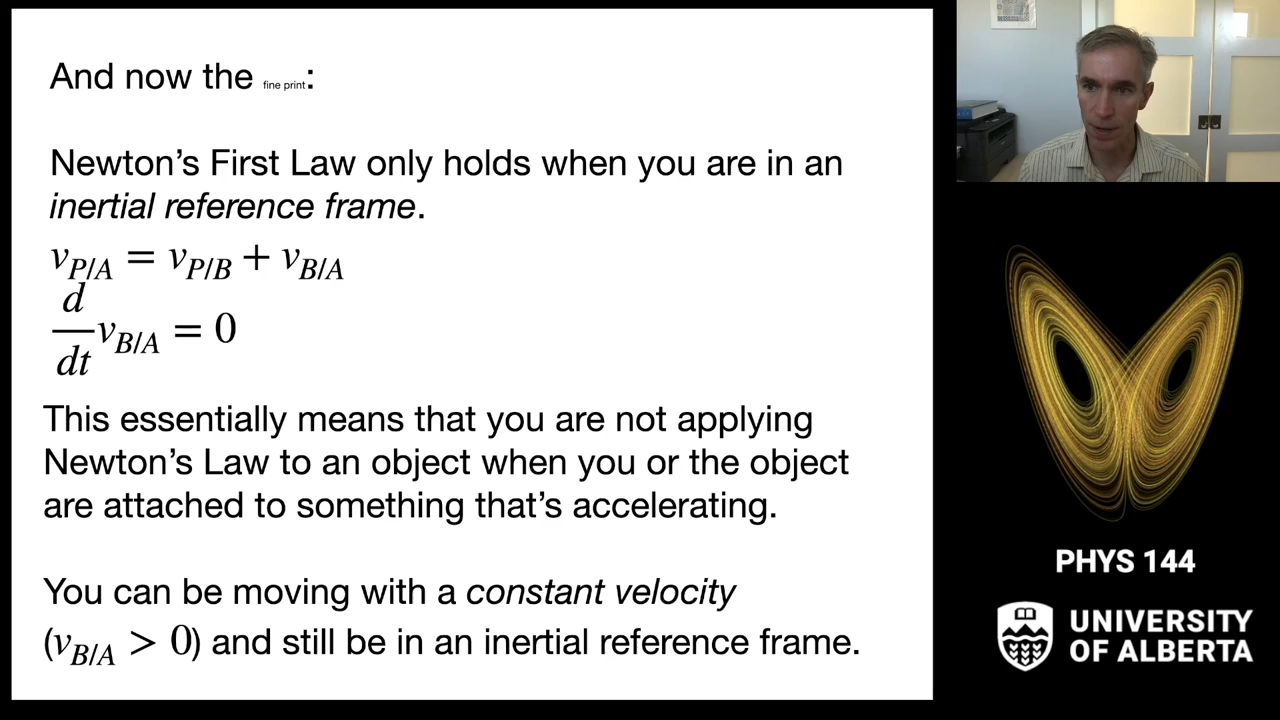 And now the fine print:
Newton's First Law only holds when you are in an
inertial reference frame.
v_{P/A} = v_{P/B} + v_{B/A}
\frac{d}{dt} v_{B/A} = 0
This essentially means that you are not applying
Newton's Law to an object when you or the object
are attached to something that's accelerating.
You can be moving with a constant velocity
(v_{B/A} > 0) and still be in an inertial reference frame.
PHYS 144
UNIVERSITY
OF ALBERTA